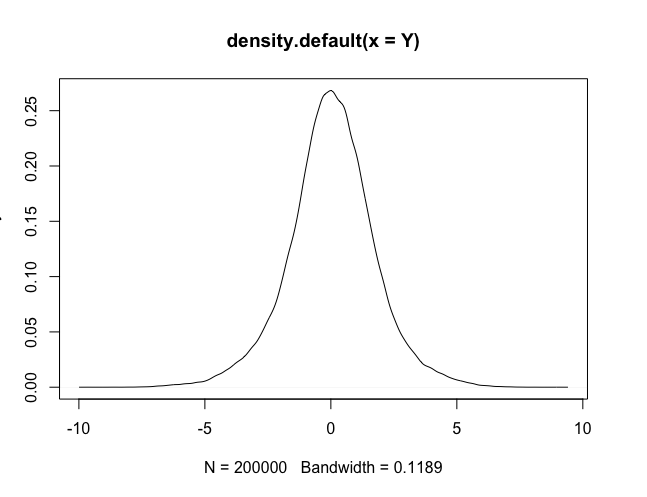 density.default(x = Y)
0.25
0.20
0.15
0.10
0.05
0.00
-10 -5 0 5 10
N = 200000 Bandwidth = 0.1189